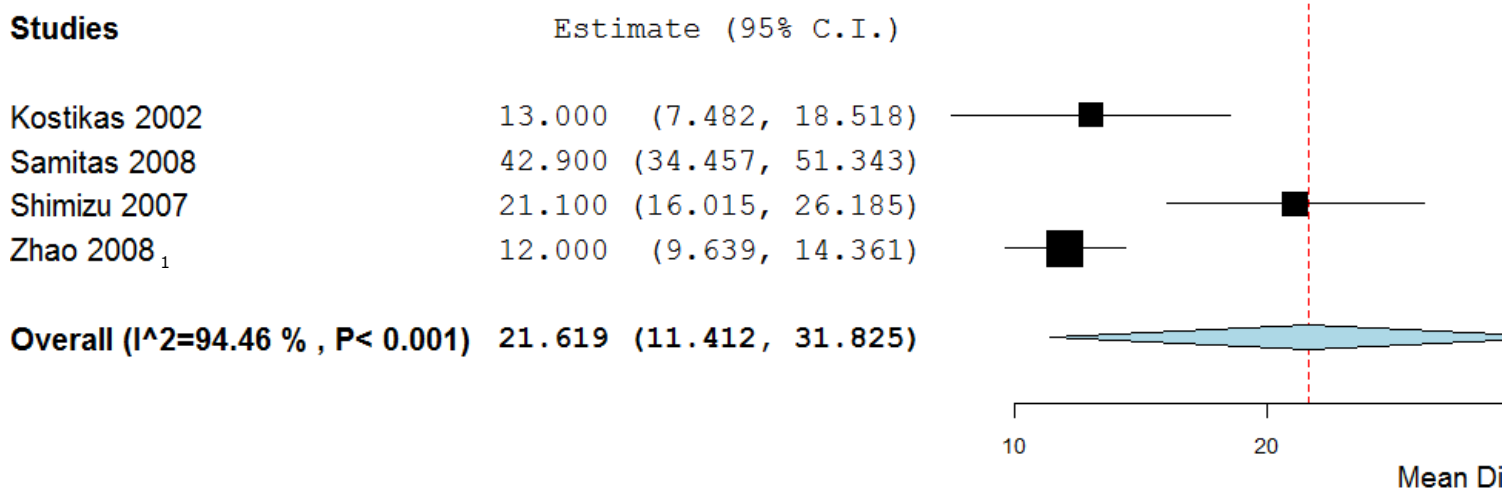 Studies Estimate (95% C.I.)
Kostikas 2002 13.000 (7.482, 18.518)
Samitas 2008 42.900 (34.457, 51.343)
Shimizu 2007 21.100 (16.015, 26.185)
Zhao 2008 1 12.000 (9.639, 14.361)
Overall (I^2=94.46 % , P< 0.001) 21.619 (11.412, 31.825)
10 20
Mean Di